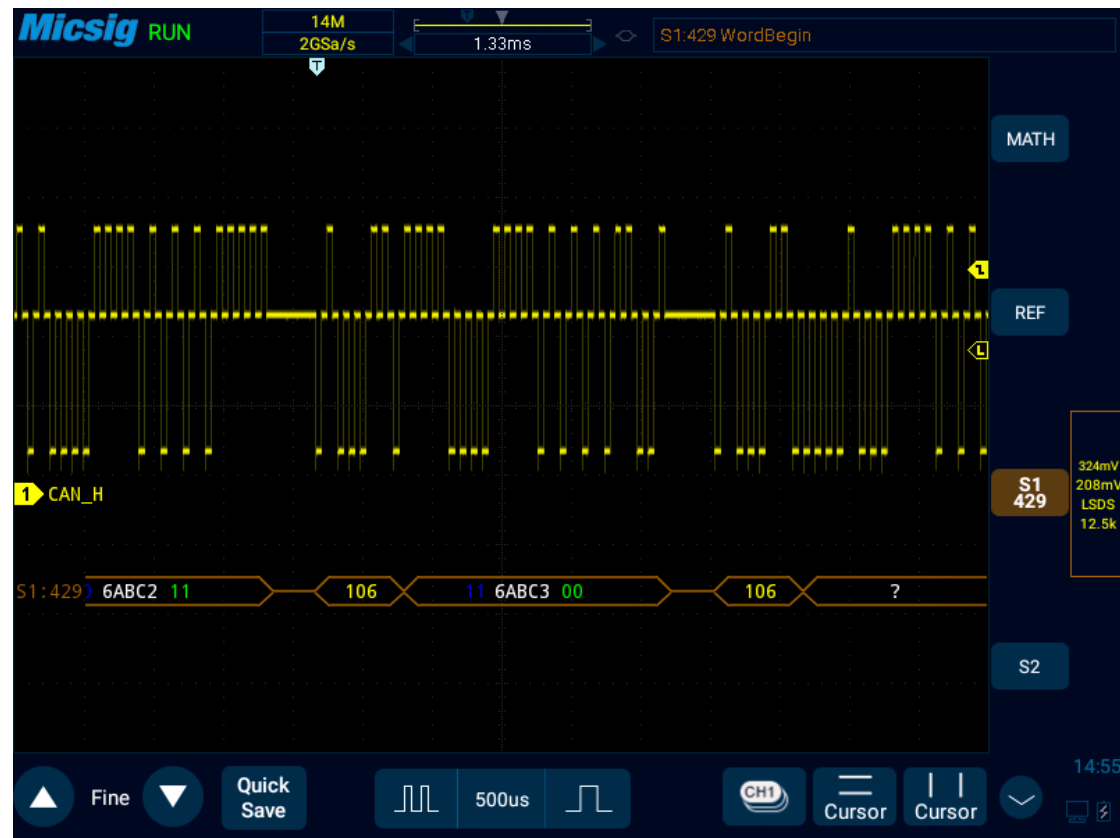 Micsig RUN 14M 2GSa/s 1.33ms S1:429 WordBegin
T
MATH
REF
1 CAN_H
L
S1 429
324mV
208mV
LSDS
12.5k
S1:429 6ABC2 11 106 11 6ABC3 00 106 ?
S2
14:55
Fine Quick Save 500us CH1 Cursor Cursor